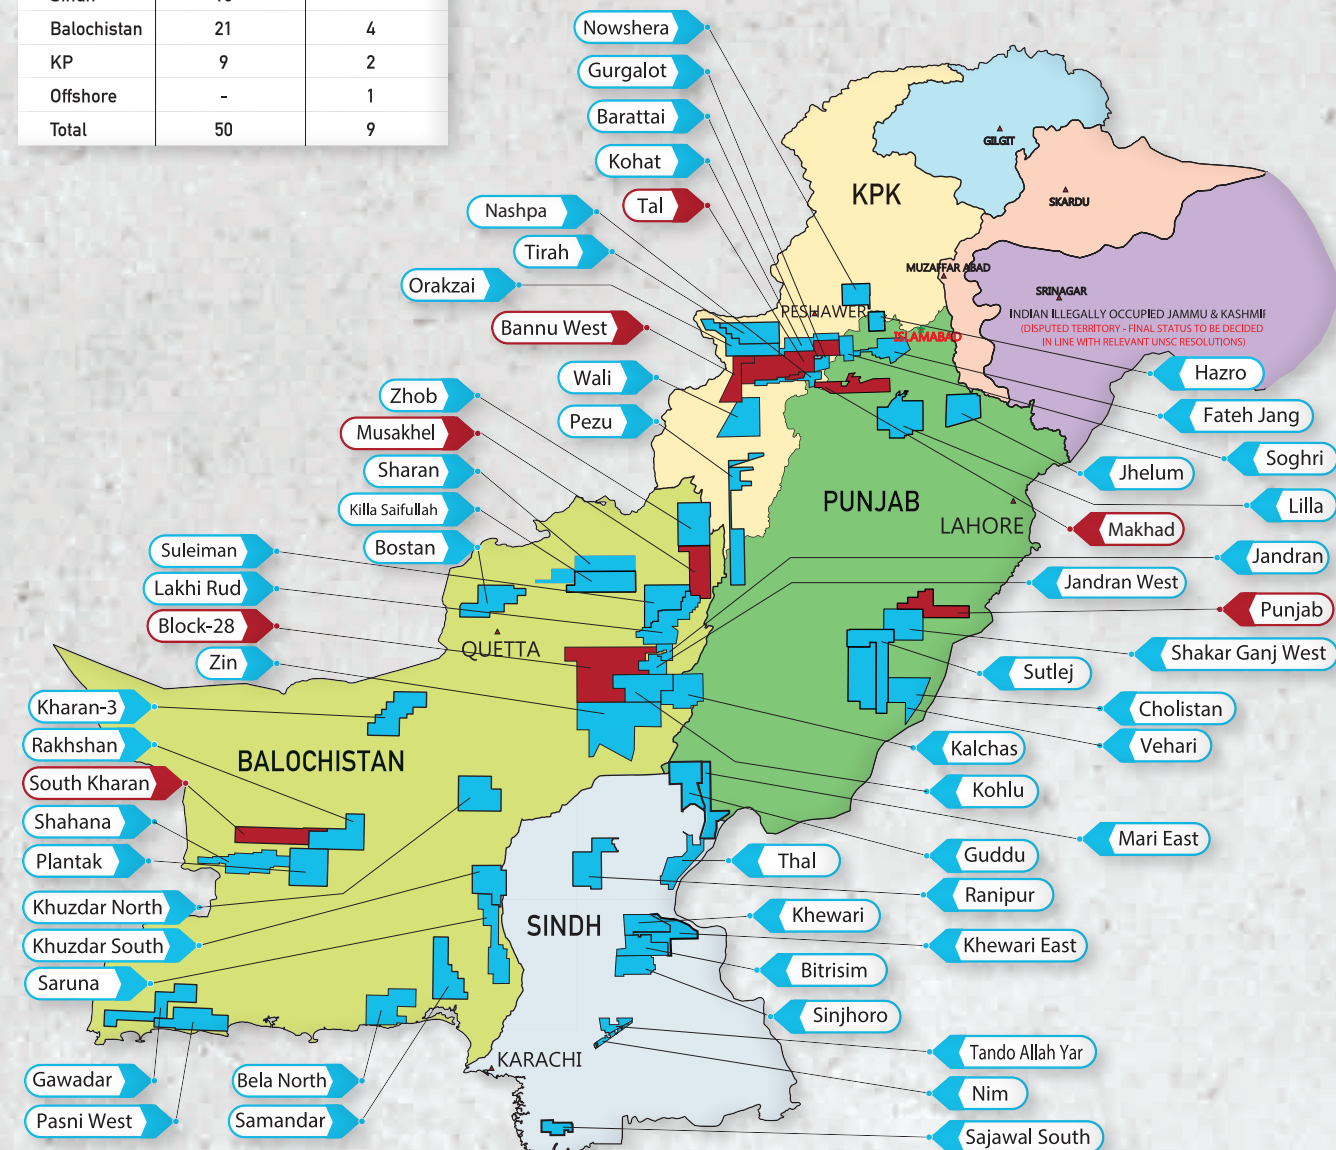 Balochistan 21 4
KP 9 2
Offshore - 1
Total 50 9
Nowshera
Gurgalot
Barattai
Kohat
Tal
Nashpa
Tirah
Orakzai
Bannu West
Wali
Pezu
Zhob
Musakhel
Sharan
Killa Saifullah
Bostan
Suleiman
Lakhi Rud
Block-28
Zin
Kharan-3
Rakhshan
South Kharan
Shahana
Plantak
Khuzdar North
Khuzdar South
Saruna
Gawadar
Pasni West
Bela North
Samandar
KPK
GILGIT
SKARDU
MUZAFFAR ABAD
SRINAGAR
INDIAN ILLEGALLY OCCUPIED JAMMU & KASHMIR
(DISPUTED TERRITORY - FINAL STATUS TO BE DECIDED
IN LINE WITH RELEVANT UNSC RESOLUTIONS)
PESHAWER
ISLAMABAD
PUNJAB
LAHORE
QUETTA
BALOCHISTAN
SINDH
KARACHI
Hazro
Fateh Jang
Soghri
Jhelum
Lilla
Makhad
Jandran
Jandran West
Punjab
Shakar Ganj West
Sutlej
Cholistan
Vehari
Kalchas
Kohlu
Mari East
Guddu
Thal
Ranipur
Khewari
Khewari East
Bitrisim
Sinjhoro
Tando Allah Yar
Nim
Sajawal South